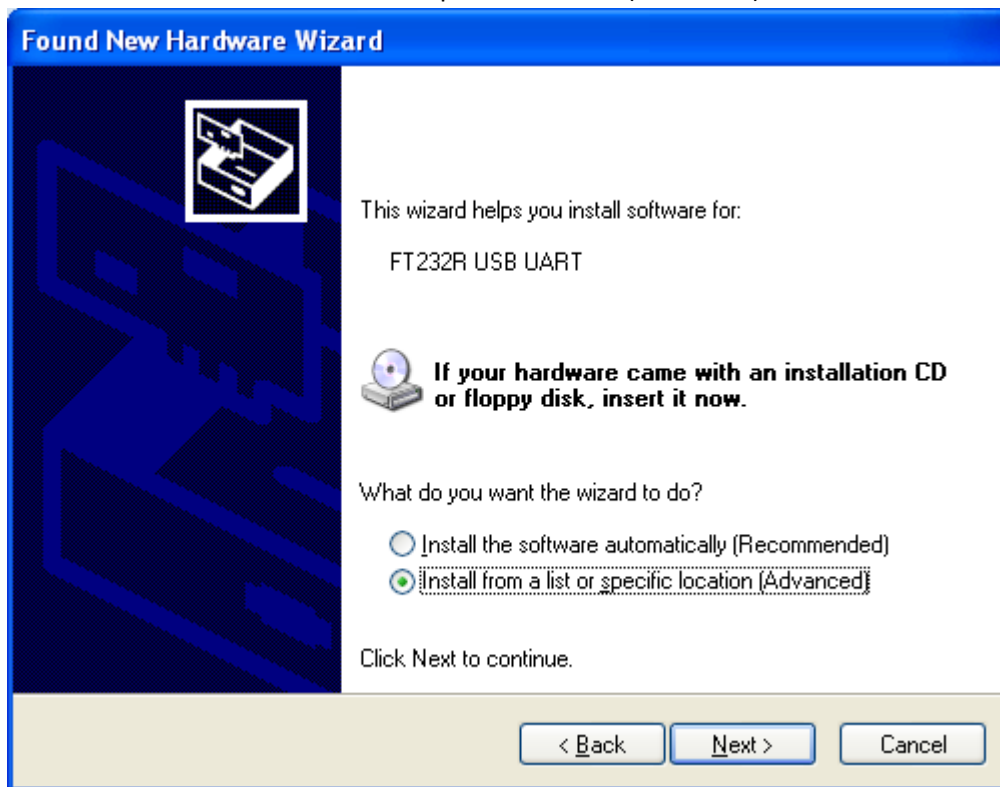 Found New Hardware Wizard
This wizard helps you install software for:
FT232R USB UART
If your hardware came with an installation CD
or floppy disk, insert it now.
What do you want the wizard to do?
Install the software automatically (Recommended)
Install from a list or specific location (Advanced)
Click Next to continue.
< Back
Next >
Cancel